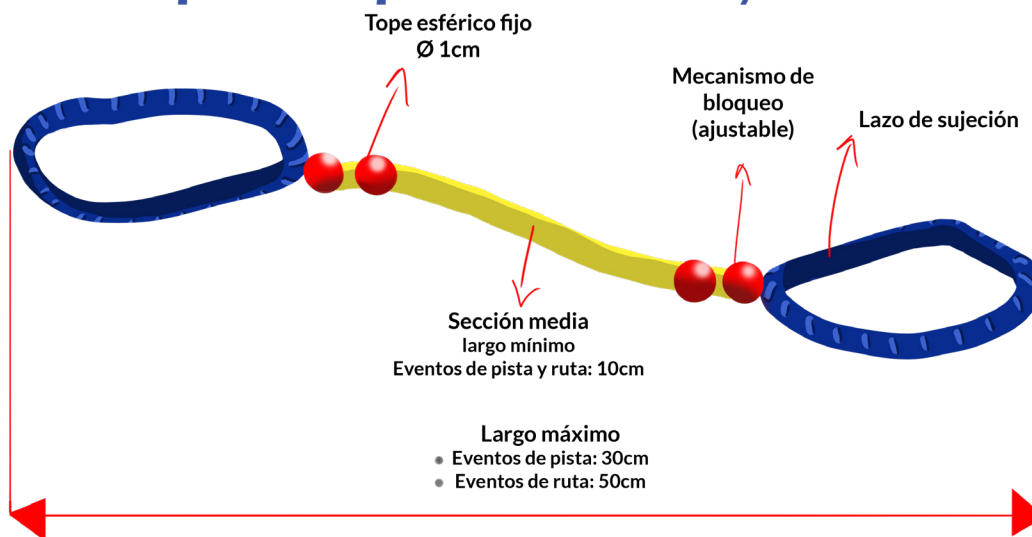 Tope esférico fijo
Ø 1cm
Mecanismo de
bloqueo
(ajustable)
Lazo de sujeción
Sección media
largo mínimo
Eventos de pista y ruta: 10cm
Largo máximo
Eventos de pista: 30cm
Eventos de ruta: 50cm